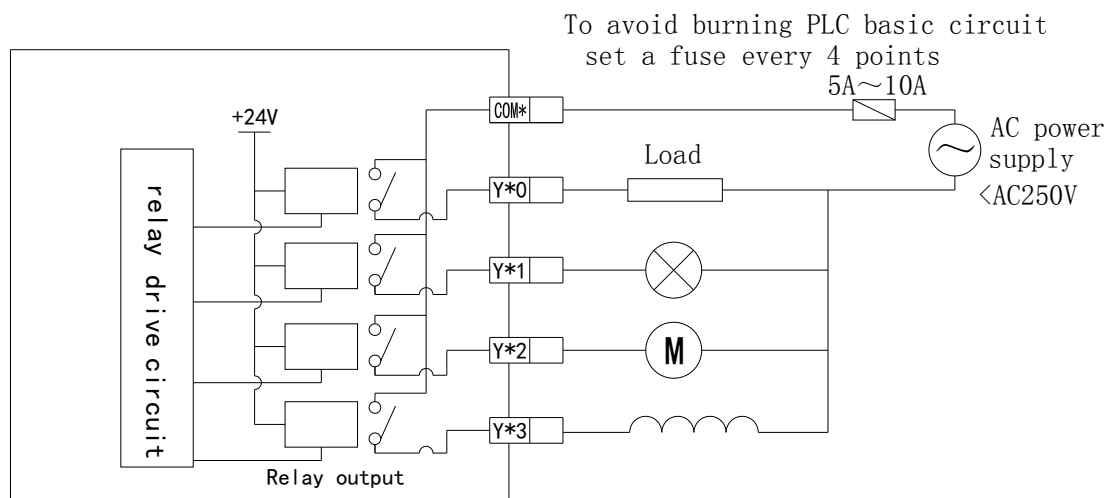 To avoid burning PLC basic circuit
set a fuse every 4 points
5A～10A
COM*
+24V
AC power
supply
<AC250V
Load
Y*0
relay drive circuit
Y*1
Y*2
M
Y*3
Relay output